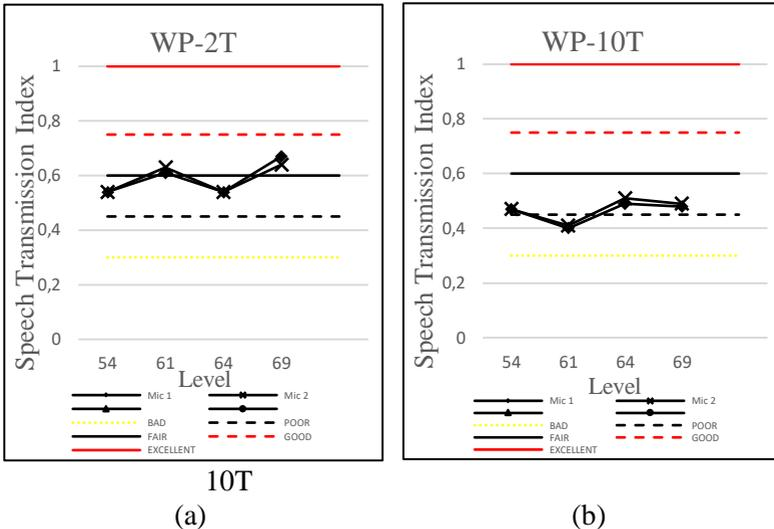 WP-2T
Speech Transmission Index
1
0,8
0,6
0,4
0,2
0
54 61 64 69
Level
Mic 1 Mic 2
BAD POOR
FAIR GOOD
EXCELLENT
10T
(a)
WP-10T
Speech Transmission Index
1
0,8
0,6
0,4
0,2
0
54 61 64 69
Level
Mic 1 Mic 2
BAD POOR
FAIR GOOD
EXCELLENT
(b)